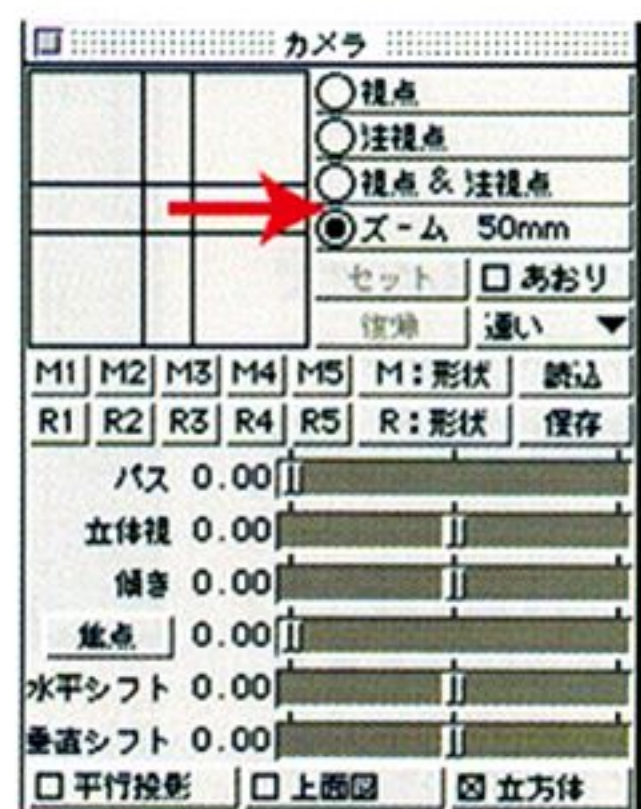 カメラ
視点
注視点
視点 & 注視点
ズーム 50mm
セット あおり
復帰 速い
M1 M2 M3 M4 M5 M:形状 読込
R1 R2 R3 R4 R5 R:形状 保存
パス 0.00
立体視 0.00
傾き 0.00
焦点 0.00
水平シフト 0.00
垂直シフト 0.00
平行投影 上面図 立方体